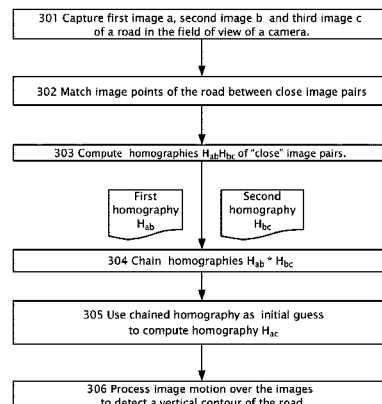 301 Capture first image a, second image b and third image c
of a road in the field of view of a camera.
302 Match image points of the road between close image pairs
303 Compute homographies HabHbc of "close" image pairs.
First
homography
Hab
Second
homography
Hbc
304 Chain homographies Hab * Hbc
305 Use chained homography as initial guess
to compute homography Hac
306 Process image motion over the images
to detect a vertical contour of the road